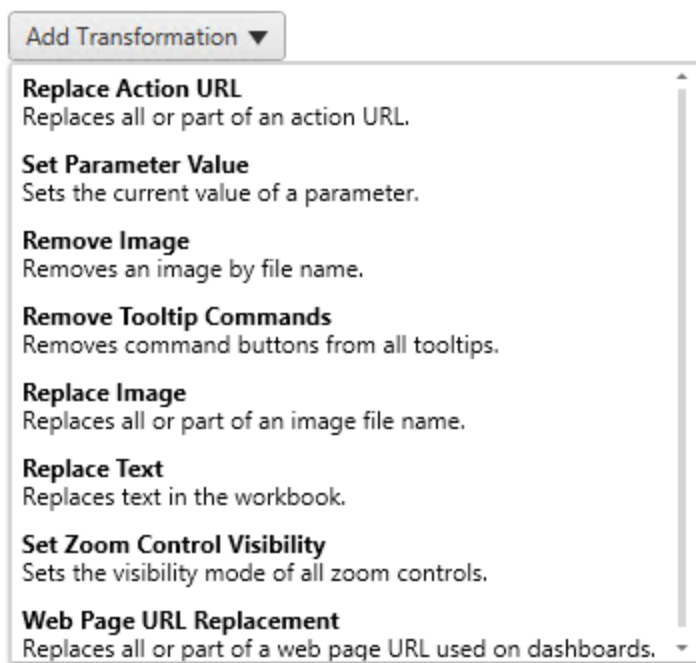 Add Transformation ▼
Replace Action URL
Replaces all or part of an action URL.
Set Parameter Value
Sets the current value of a parameter.
Remove Image
Removes an image by file name.
Remove Tooltip Commands
Removes command buttons from all tooltips.
Replace Image
Replaces all or part of an image file name.
Replace Text
Replaces text in the workbook.
Set Zoom Control Visibility
Sets the visibility mode of all zoom controls.
Web Page URL Replacement
Replaces all or part of a web page URL used on dashboards.